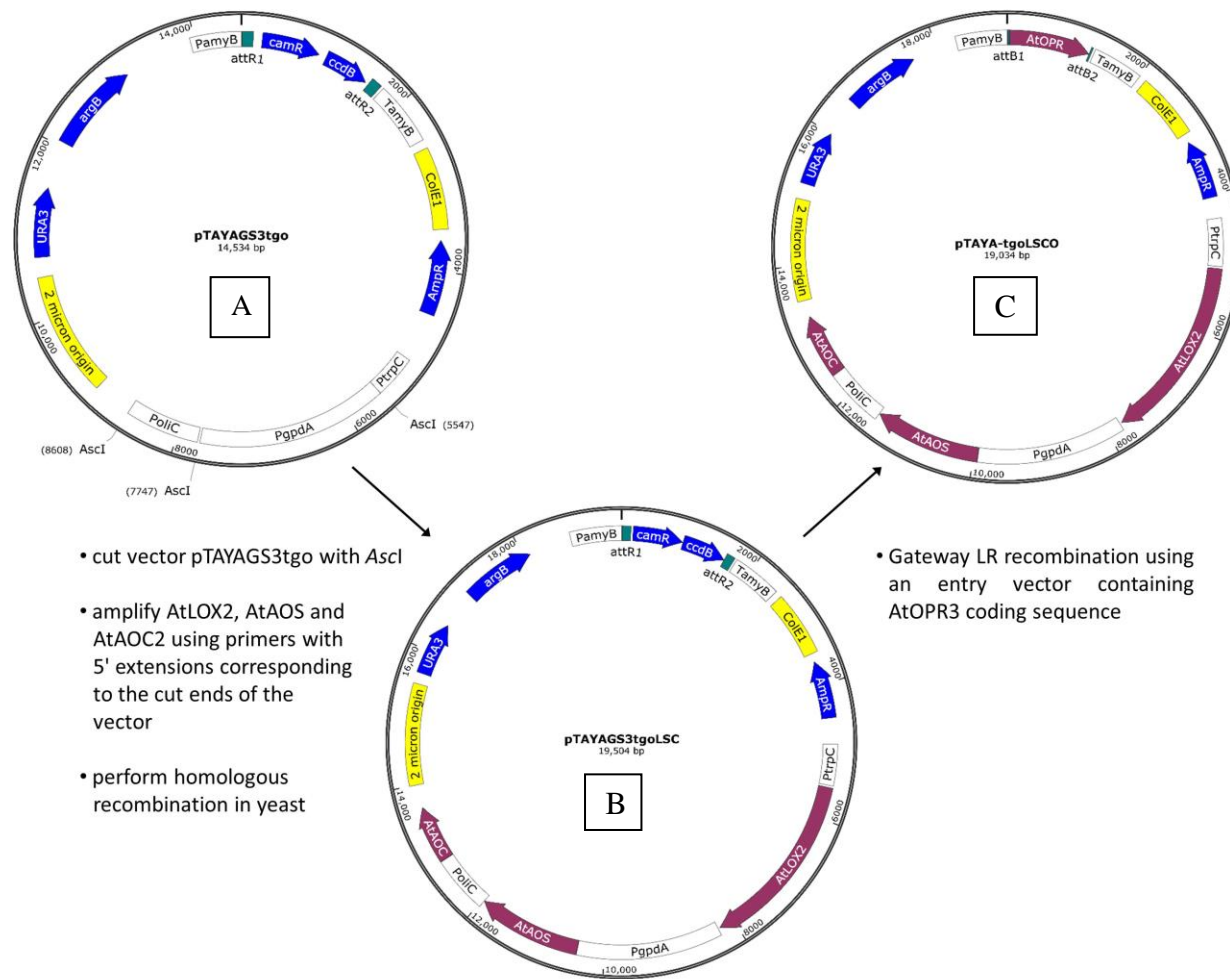 14,000
PamyB
attR1
camR
ccdB
attR2
2000
TamyB
ColE1
4000
AmpR
argB
12,000
URA3
2 micron origin
10,000
pTAYAGS3tgo
14,534 bp
A
PtrpC
AscI (5547)
6000
PgpdA
PoliC
8000
(8608) AscI
(7747) AscI
18,000
PamyB
attB1
AtOPR
attB2
2000
TamyB
ColE1
AmpR
4000
argB
16,000
URA3
2 micron origin
14,000
pTAYA-tgoLSCO
19,034 bp
C
PtrpC
6000
AtLOX2
8000
PgpdA
10,000
AtAOS
12,000
PoliC
AtAOC
• cut vector pTAYAGS3tgo with AscI
• amplify AtLOX2, AtAOS and
AtAOC2 using primers with
5' extensions corresponding
to the cut ends of the
vector
• perform homologous
recombination in yeast
18,000
PamyB
attR1
camR
ccdB
attR2
2000
TamyB
ColE1
4000
AmpR
argB
16,000
URA3
2 micron origin
14,000
pTAYAGS3tgoLSC
19,504 bp
B
PtrpC
6000
AtLOX2
8000
PgpdA
10,000
AtAOS
12,000
PoliC
AtAOC
• Gateway LR recombination using
an entry vector containing
AtOPR3 coding sequence